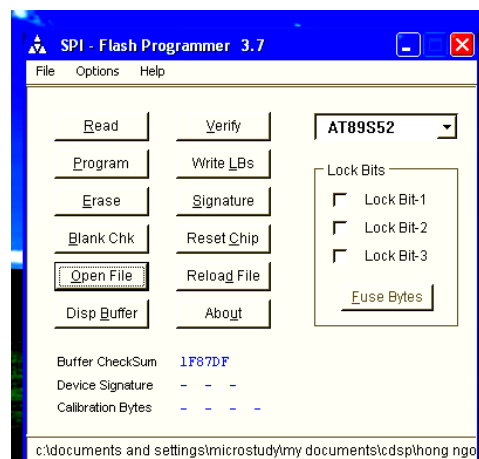 SPI - Flash Programmer 3.7
File Options Help
Read Verify AT89S52
Program Write LBs Lock Bits
Erase Signature Lock Bit-1
Blank Chk Reset Chip Lock Bit-2
Open File Reload File Lock Bit-3
Disp Buffer About Fuse Bytes
Buffer CheckSum 1F87DF
Device Signature - - -
Calibration Bytes - - - -
c:\documents and settings\microstudy\my documents\cdsp\hong ngo